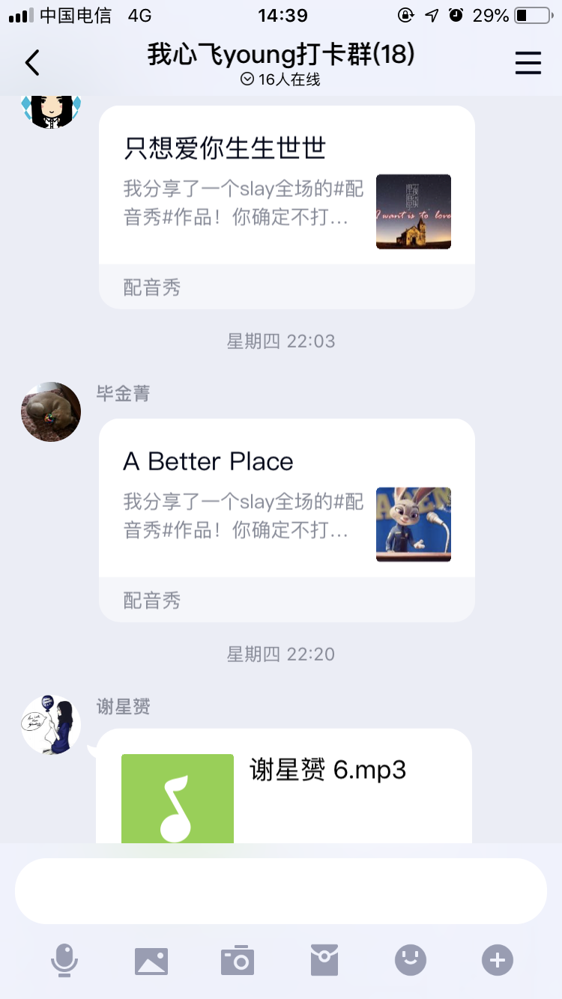 中国电信 4G 14:39 29%
我心飞young打卡群(18)
16人在线
只想爱你生生世世
我分享了一个slay全场的#配
音秀#作品！你确定不打...
I want is to love
配音秀
星期四 22:03
毕金菁
A Better Place
我分享了一个slay全场的#配
音秀#作品！你确定不打...
配音秀
星期四 22:20
谢星赟
谢星赟 6.mp3